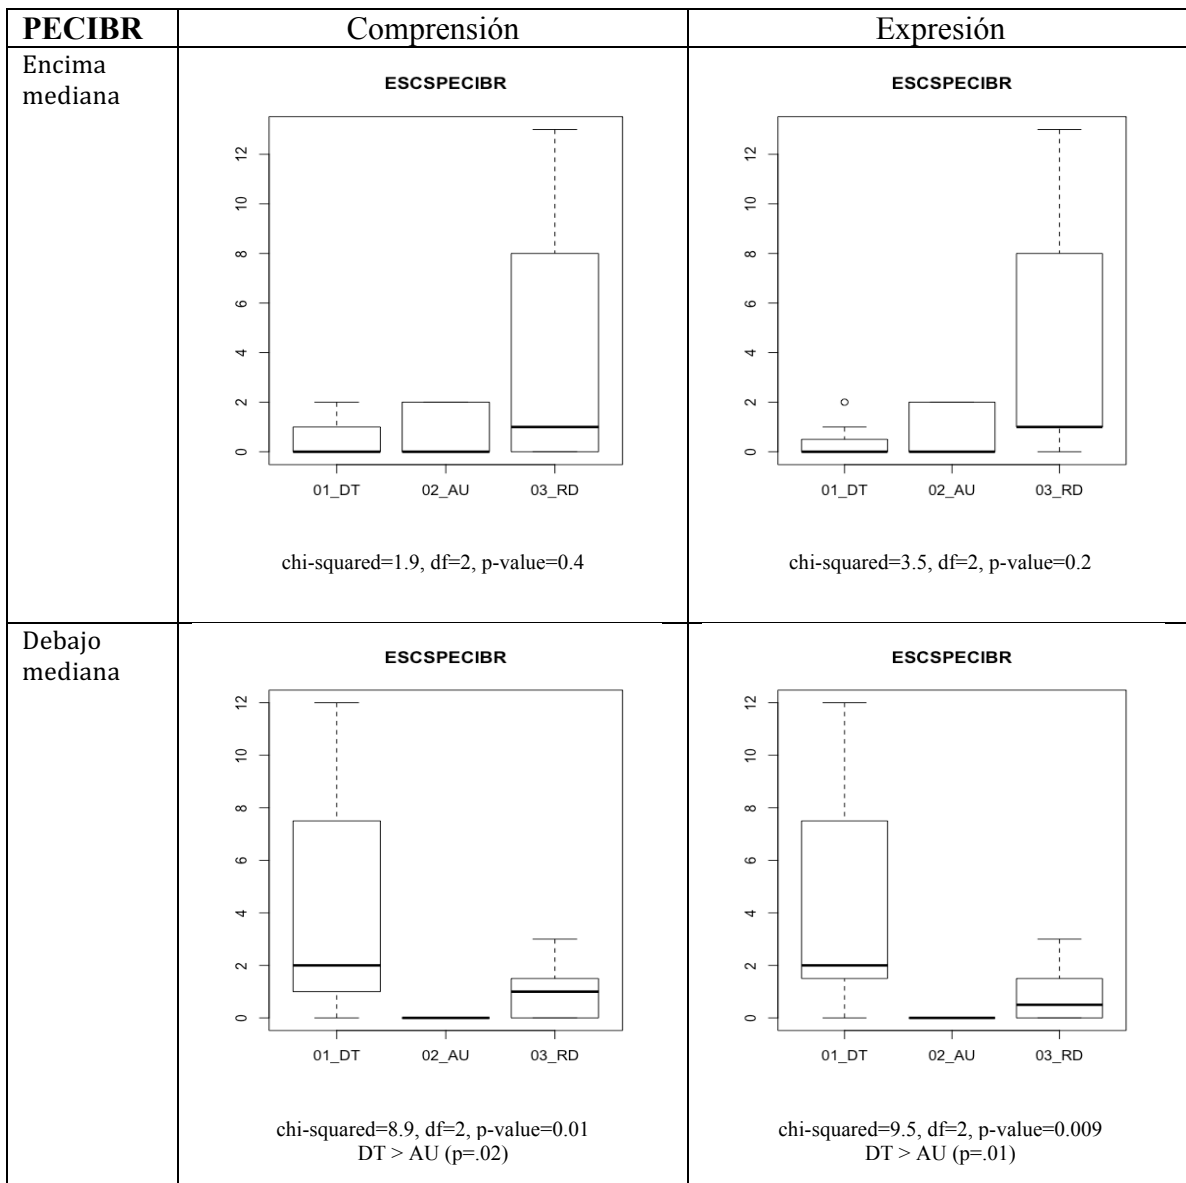 PECIBR Comprensión Expresión
Encima
mediana
ESCSPECIBR
12
10
8
6
4
2
0
01_DT 02_AU 03_RD
chi-squared=1.9, df=2, p-value=0.4
ESCSPECIBR
12
10
8
6
4
2
0
01_DT 02_AU 03_RD
chi-squared=3.5, df=2, p-value=0.2
Debajo
mediana
ESCSPECIBR
12
10
8
6
4
2
0
01_DT 02_AU 03_RD
chi-squared=8.9, df=2, p-value=0.01
DT > AU (p=.02)
ESCSPECIBR
12
10
8
6
4
2
0
01_DT 02_AU 03_RD
chi-squared=9.5, df=2, p-value=0.009
DT > AU (p=.01)